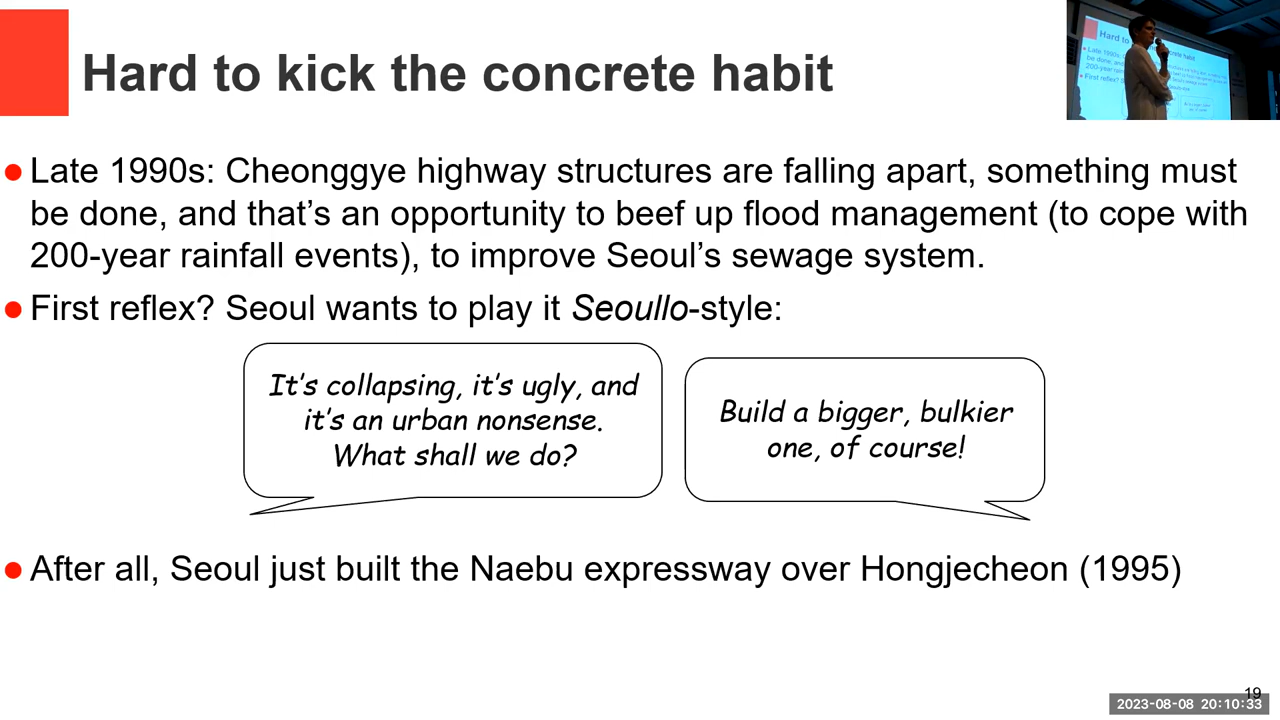 Hard to kick the concrete habit
Late 1990s: Cheonggye highway structures are falling apart, something must
be done, and that’s an opportunity to beef up flood management (to cope with
200-year rainfall events), to improve Seoul’s sewage system.
First reflex? Seoul wants to play it Seoullo-style:
It’s collapsing, it’s ugly, and
it’s an urban nonsense.
What shall we do?
Build a bigger, bulkier
one, of course!
After all, Seoul just built the Naebu expressway over Hongjecheon (1995)
19
2023-08-08 20:10:33